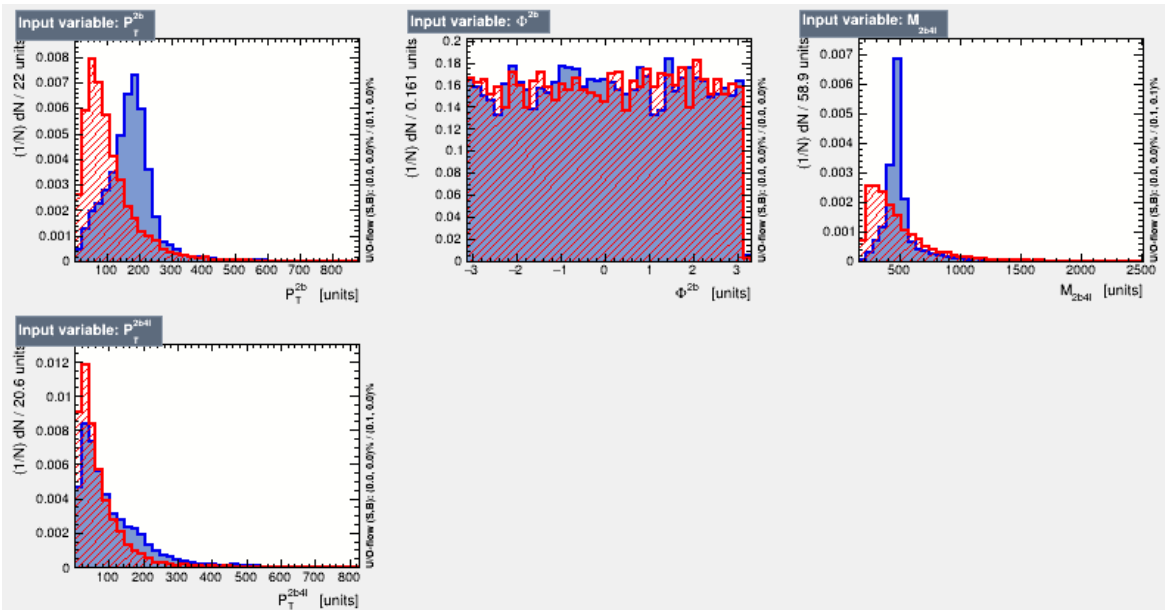 Input variable: P_T^2b
(1/N) dN / 22 units
0.008
0.007
0.006
0.005
0.004
0.003
0.002
0.001
0
100 200 300 400 500 600 700 800
P_T^2b [units]
U/O-flow (S,B): (0.0, 0.0)% / (0.1, 0.0)%
Input variable: Φ^2b
(1/N) dN / 0.161 units
0.2
0.18
0.16
0.14
0.12
0.1
0.08
0.06
0.04
0.02
0
−3 −2 −1 0 1 2 3
Φ^2b [units]
U/O-flow (S,B): (0.0, 0.0)% / (0.0, 0.0)%
Input variable: M_2b4l
(1/N) dN / 58.9 units
0.007
0.006
0.005
0.004
0.003
0.002
0.001
0
500 1000 1500 2000 2500
M_2b4l [units]
U/O-flow (S,B): (0.0, 0.0)% / (0.1, 0.1)%
Input variable: P_T^2b4l
(1/N) dN / 20.6 units
0.012
0.01
0.008
0.006
0.004
0.002
0
100 200 300 400 500 600 700 800
P_T^2b4l [units]
U/O-flow (S,B): (0.0, 0.0)% / (0.1, 0.0)%